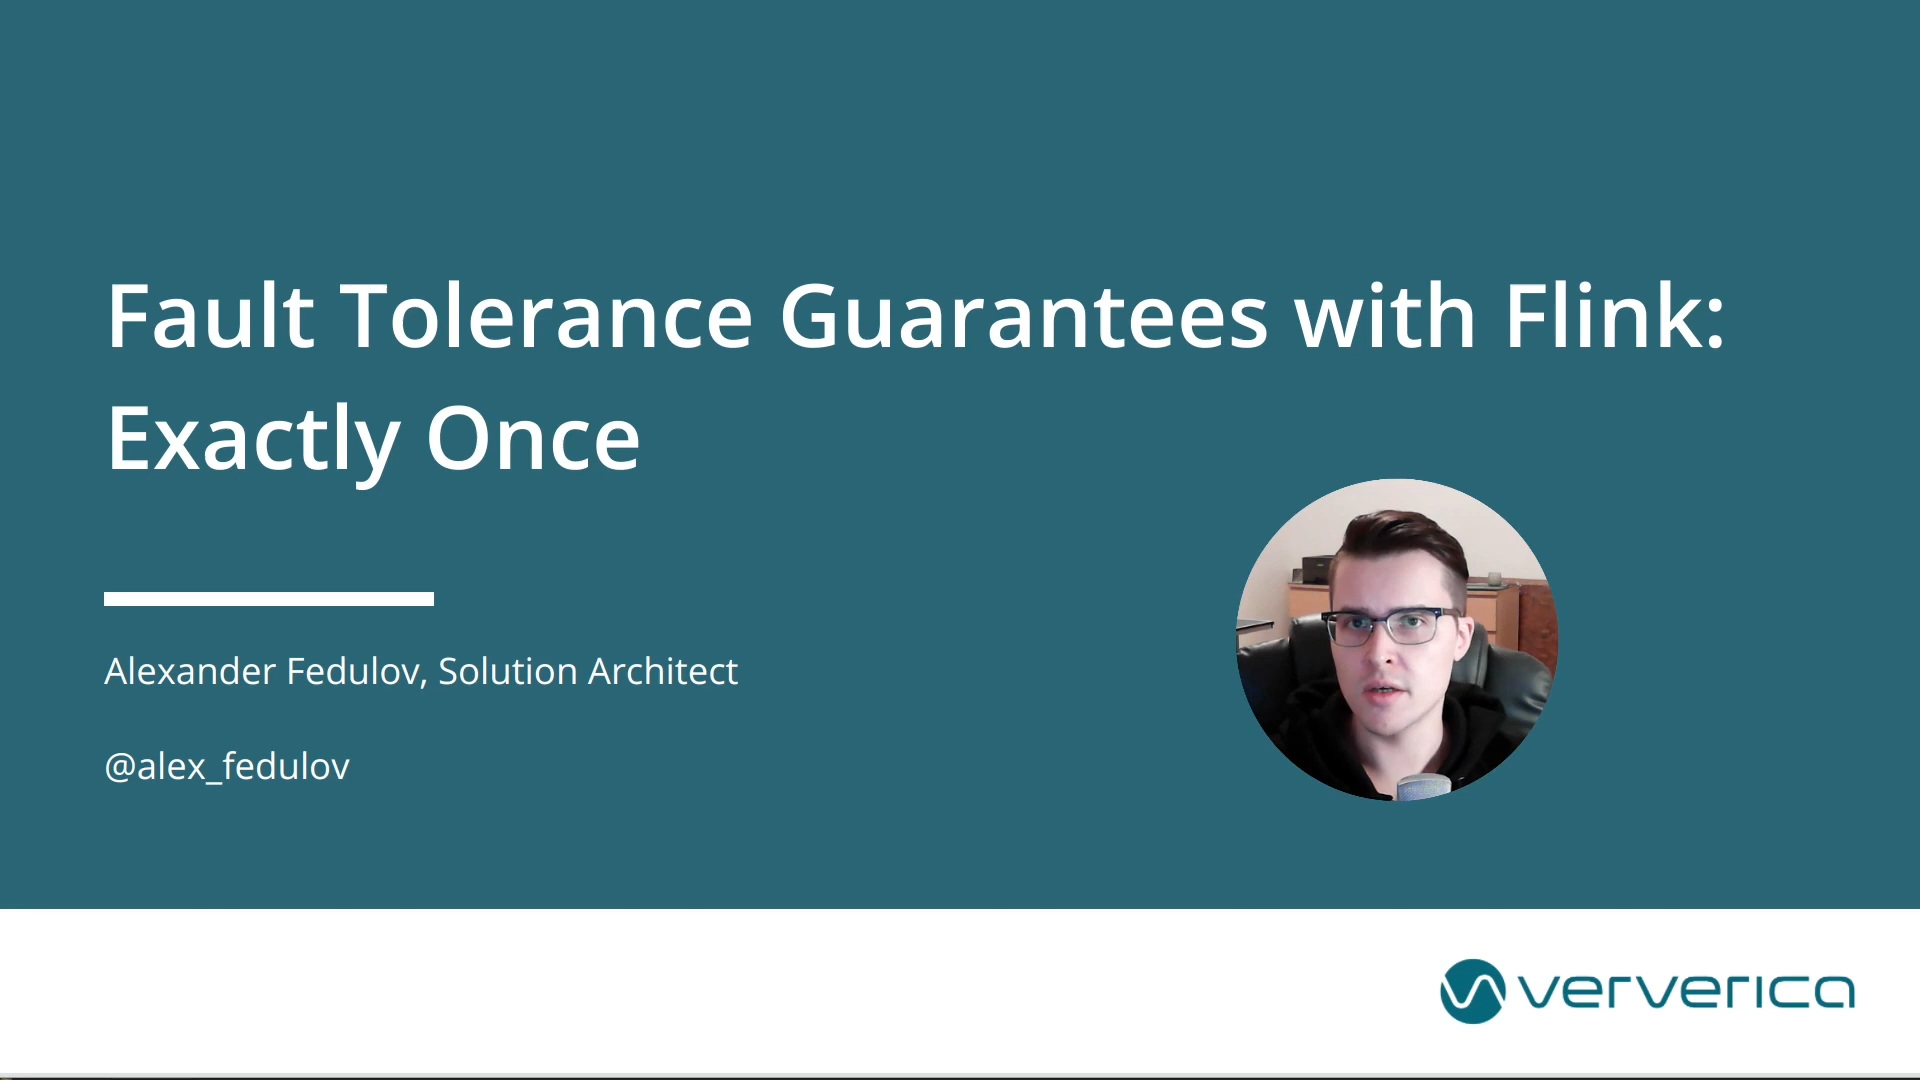 Fault Tolerance Guarantees with Flink:
Exactly Once
Alexander Fedulov, Solution Architect
@alex_fedulov
ververica